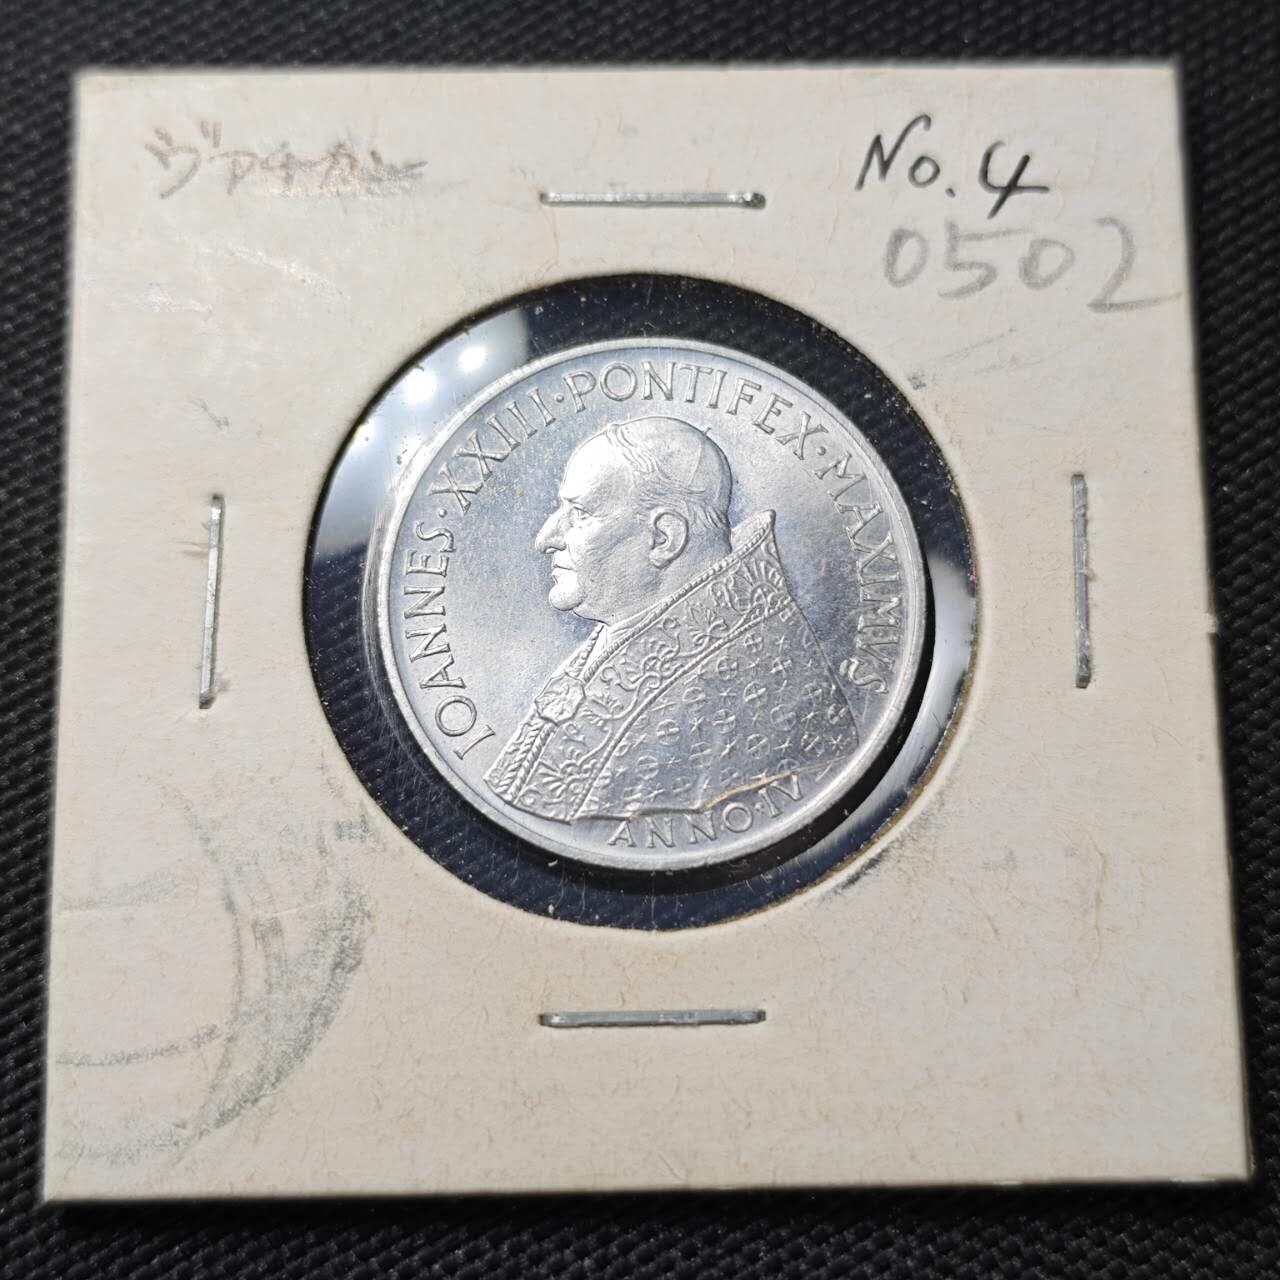 ヴァチカン
No.4
0502
IOANNES·XXIII·PONTIFEX·MAXIMVS
ANNO·IV